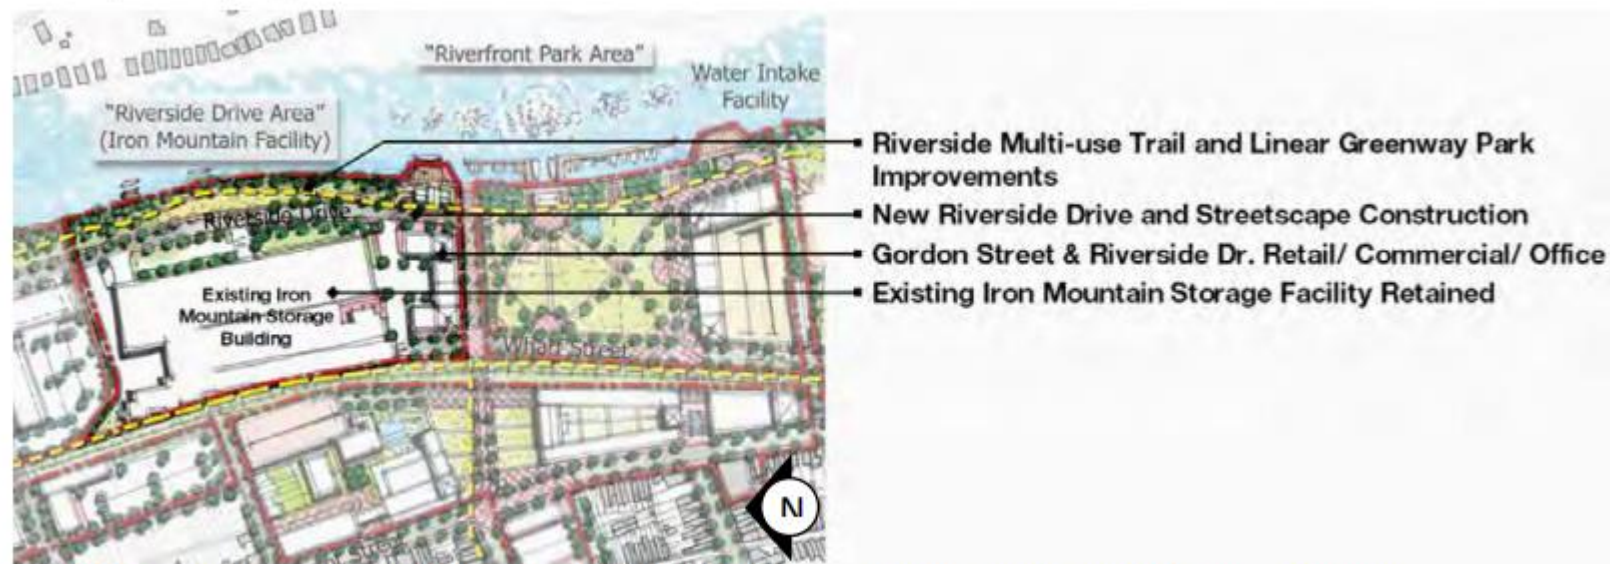 "Riverfront Park Area"
Water Intake
Facility
"Riverside Drive Area"
(Iron Mountain Facility)
Riverside Multi-use Trail and Linear Greenway Park
Improvements
Riverside Drive
New Riverside Drive and Streetscape Construction
Gordon Street & Riverside Dr. Retail/ Commercial/ Office
Existing Iron Mountain Storage Facility Retained
Existing Iron
Mountain Storage
Building
Street
N
Street